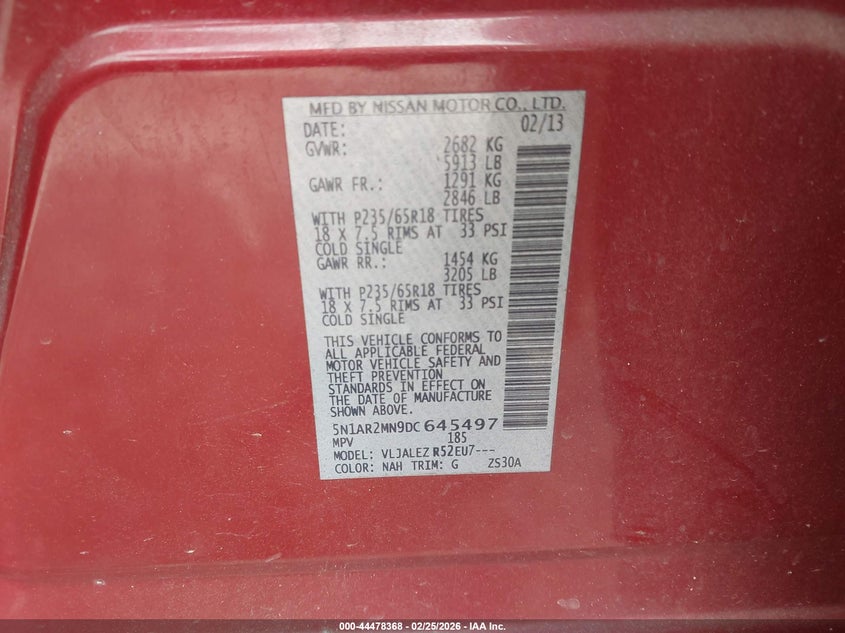 MFD BY NISSAN MOTOR CO., LTD.
DATE: 02/13
GVWR: 2682 KG
5913 LB
GAWR FR.: 1291 KG
2846 LB
WITH P235/65R18 TIRES
18 X 7.5 RIMS AT 33 PSI
COLD SINGLE
GAWR RR.: 1454 KG
3205 LB
WITH P235/65R18 TIRES
18 X 7.5 RIMS AT 33 PSI
COLD SINGLE
THIS VEHICLE CONFORMS TO
ALL APPLICABLE FEDERAL
MOTOR VEHICLE SAFETY AND
THEFT PREVENTION
STANDARDS IN EFFECT ON
THE DATE OF MANUFACTURE
SHOWN ABOVE.
5N1AR2MN9DC 645497
MPV 185
MODEL: VLJALEZ R52EU7---
COLOR: NAH TRIM: G ZS30A
000-44478368 - 02/25/2026 - IAA Inc.